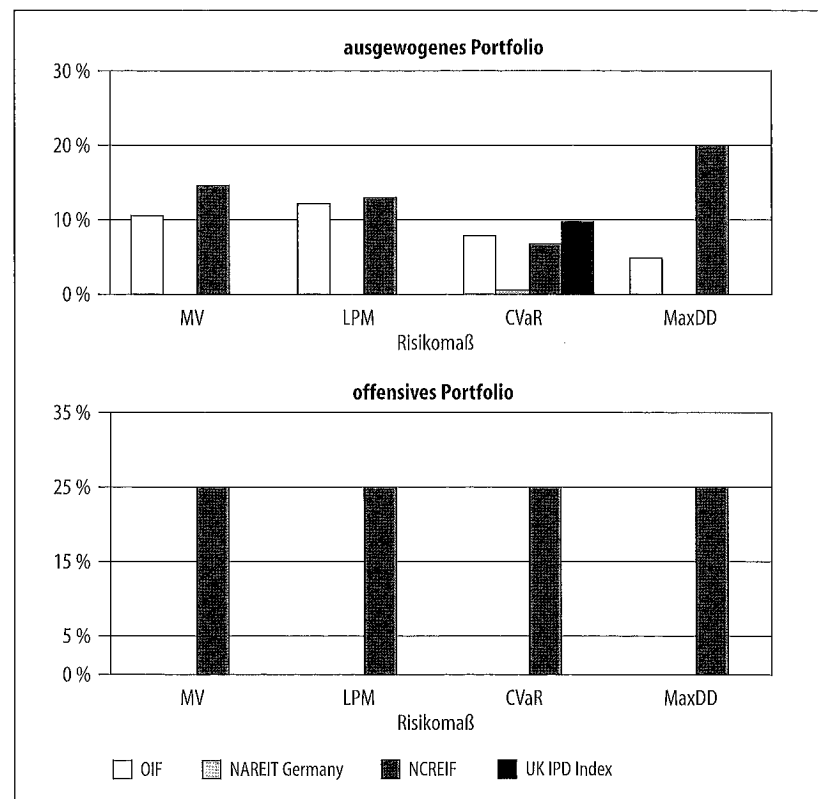 ausgewogenes Portfolio
30 %
20 %
10 %
0 %
MV LPM CVaR MaxDD
Risikomaß
offensives Portfolio
35 %
25 %
15 %
5 %
0 %
MV LPM CVaR MaxDD
Risikomaß
OIF NAREIT Germany NCREIF UK IPD Index